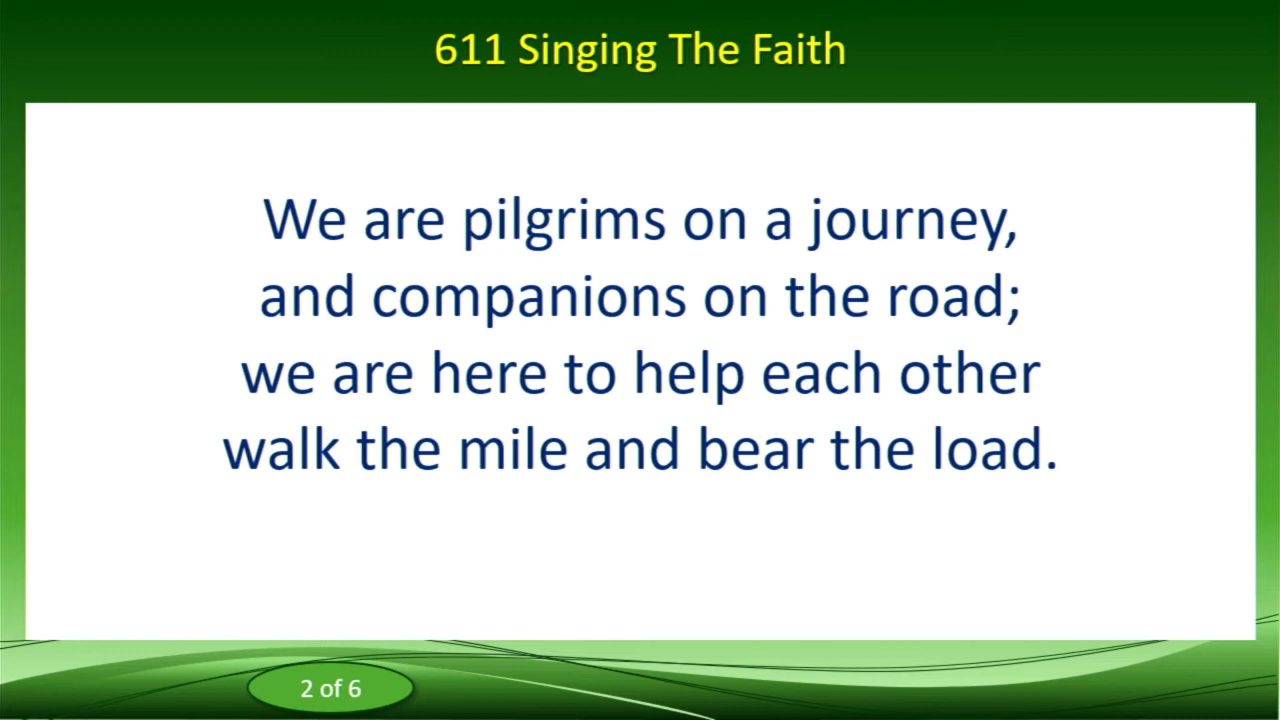 611 Singing The Faith
We are pilgrims on a journey,
and companions on the road;
we are here to help each other
walk the mile and bear the load.
2 of 6